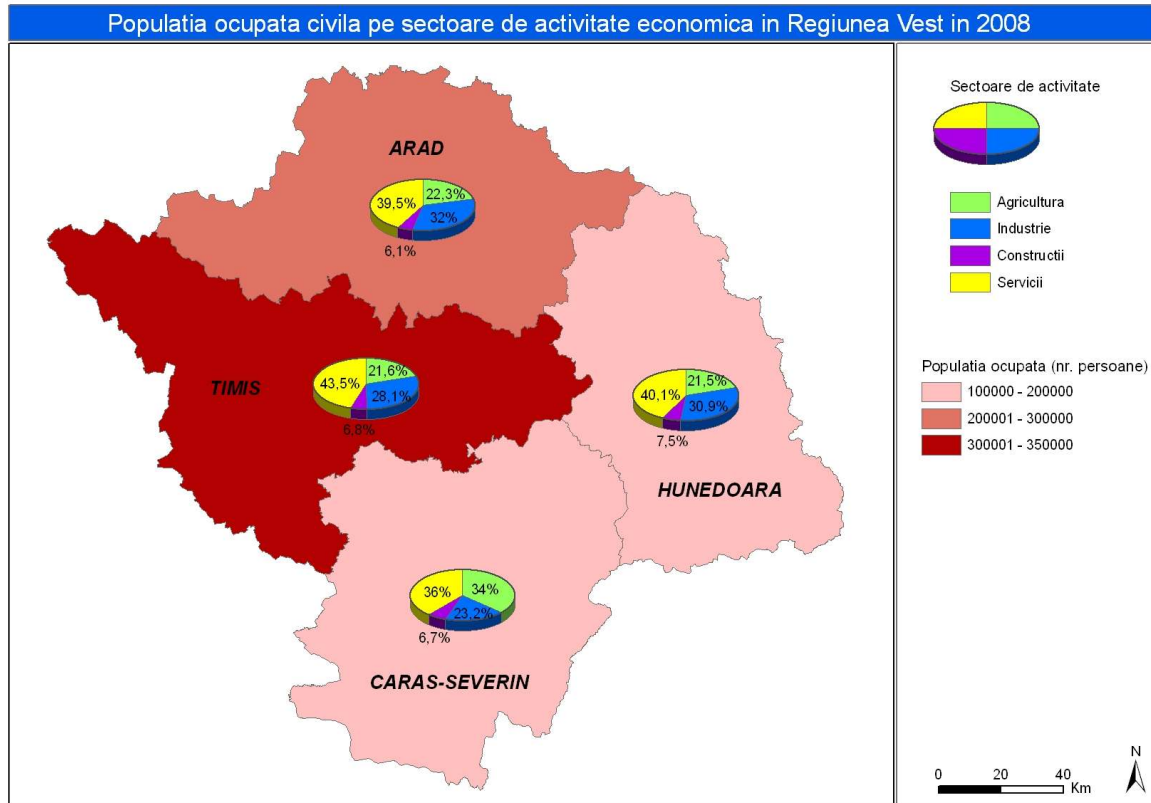 Populatia ocupata civila pe sectoare de activitate economica in Regiunea Vest in 2008
ARAD
39,5%
22,3%
32%
6,1%
TIMIS
43,5%
21,6%
28,1%
6,8%
HUNEDOARA
40,1%
21,5%
30,9%
7,5%
CARAS-SEVERIN
36%
34%
23,2%
6,7%
Sectoare de activitate
Agricultura
Industrie
Constructii
Servicii
Populatia ocupata (nr. persoane)
100000 - 200000
200001 - 300000
300001 - 350000
0 20 40
Km
N